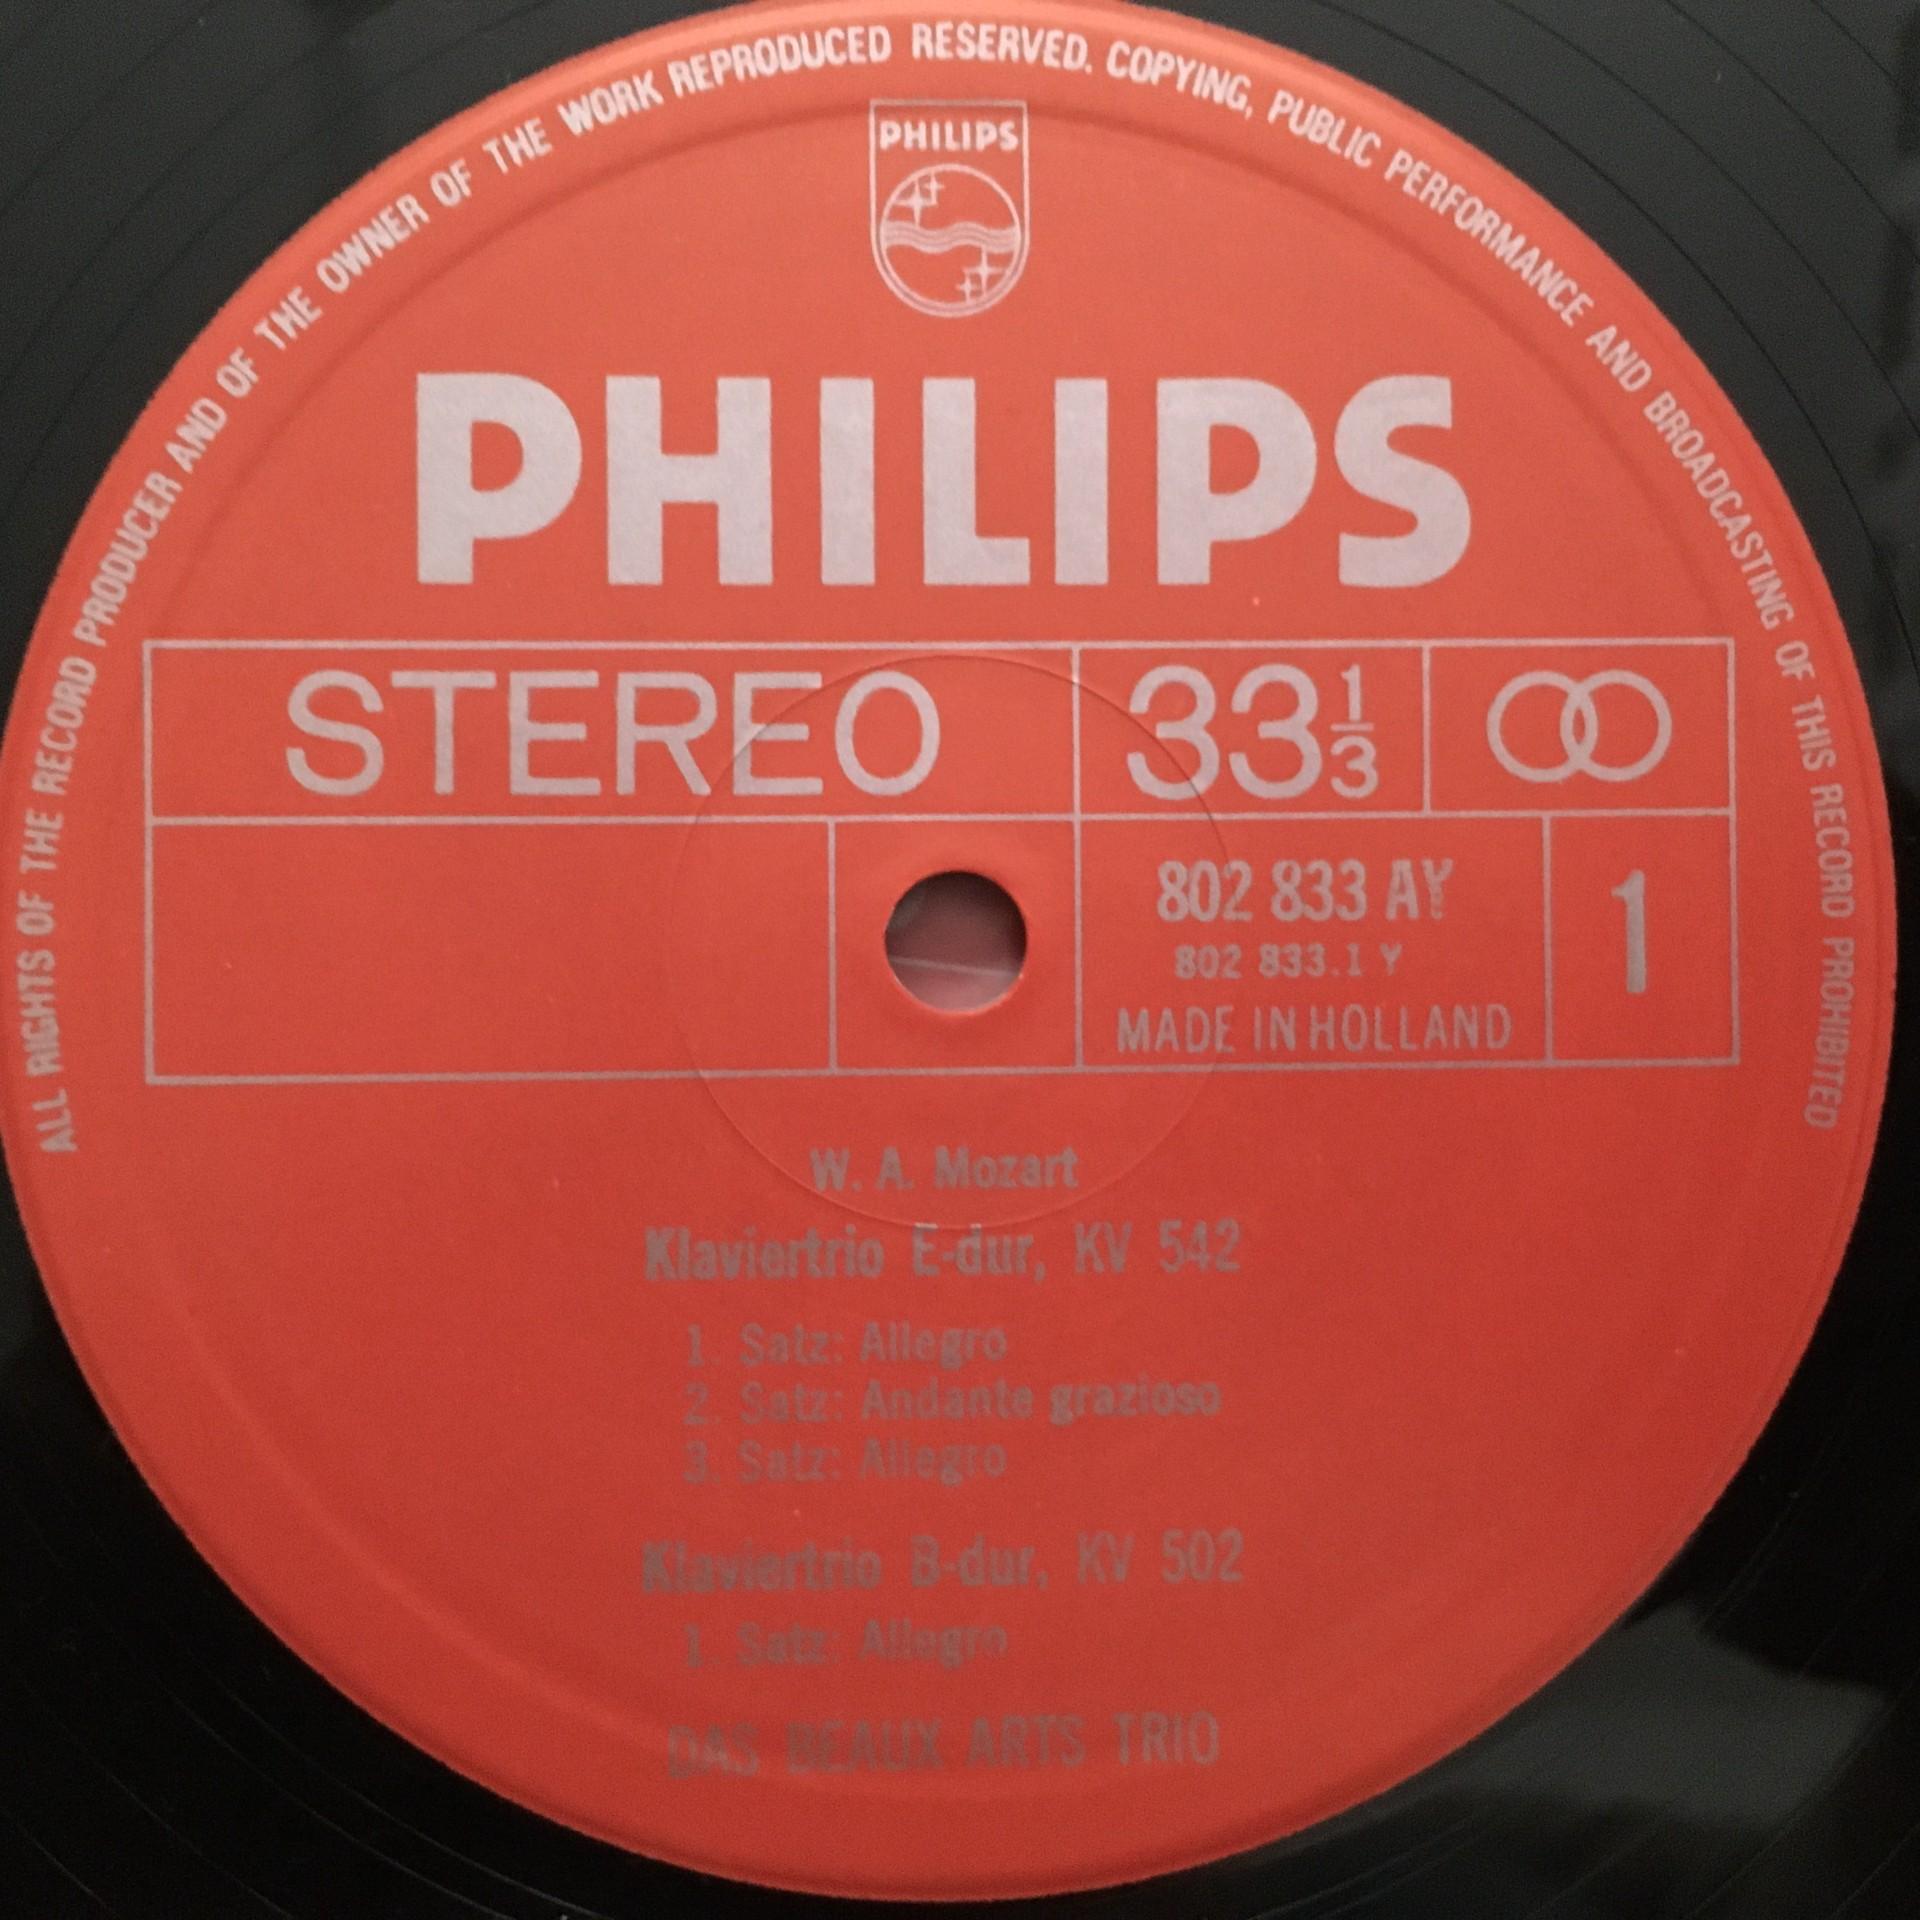 ALL RIGHTS OF THE RECORD PRODUCER AND OF THE OWNER OF THE WORK REPRODUCED RESERVED. COPYING, PUBLIC PERFORMANCE AND BROADCASTING OF THIS RECORD PROHIBITED
PHILIPS
PHILIPS
STEREO 33 1/3
802 833 AY
802 833.1 Y
MADE IN HOLLAND
1
W. A. Mozart
Klaviertrio E-dur, KV 542
1. Satz: Allegro
2. Satz: Andante grazioso
3. Satz: Allegro
Klaviertrio B-dur, KV 502
1. Satz: Allegro
DAS BEAUX ARTS TRIO